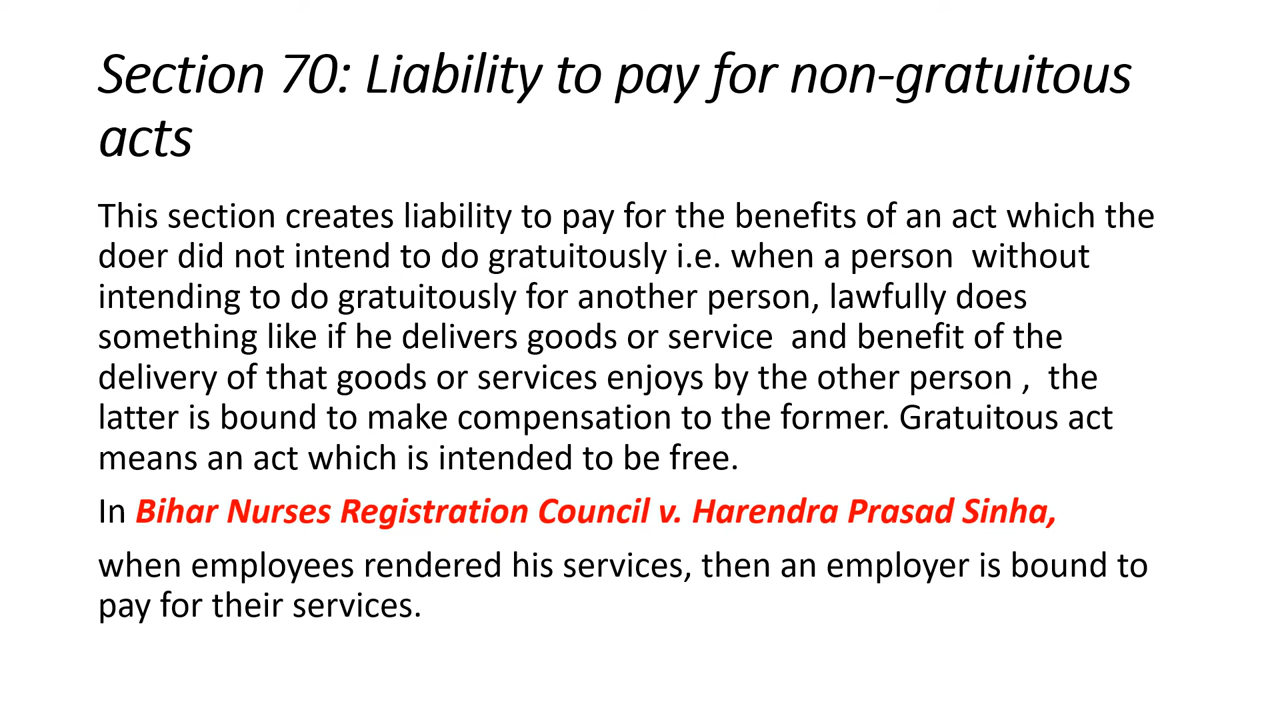 Section 70: Liability to pay for non-gratuitous
acts
This section creates liability to pay for the benefits of an act which the
doer did not intend to do gratuitously i.e. when a person  without
intending to do gratuitously for another person, lawfully does
something like if he delivers goods or service  and benefit of the
delivery of that goods or services enjoys by the other person ,  the
latter is bound to make compensation to the former. Gratuitous act
means an act which is intended to be free.
In Bihar Nurses Registration Council v. Harendra Prasad Sinha,
when employees rendered his services, then an employer is bound to
pay for their services.